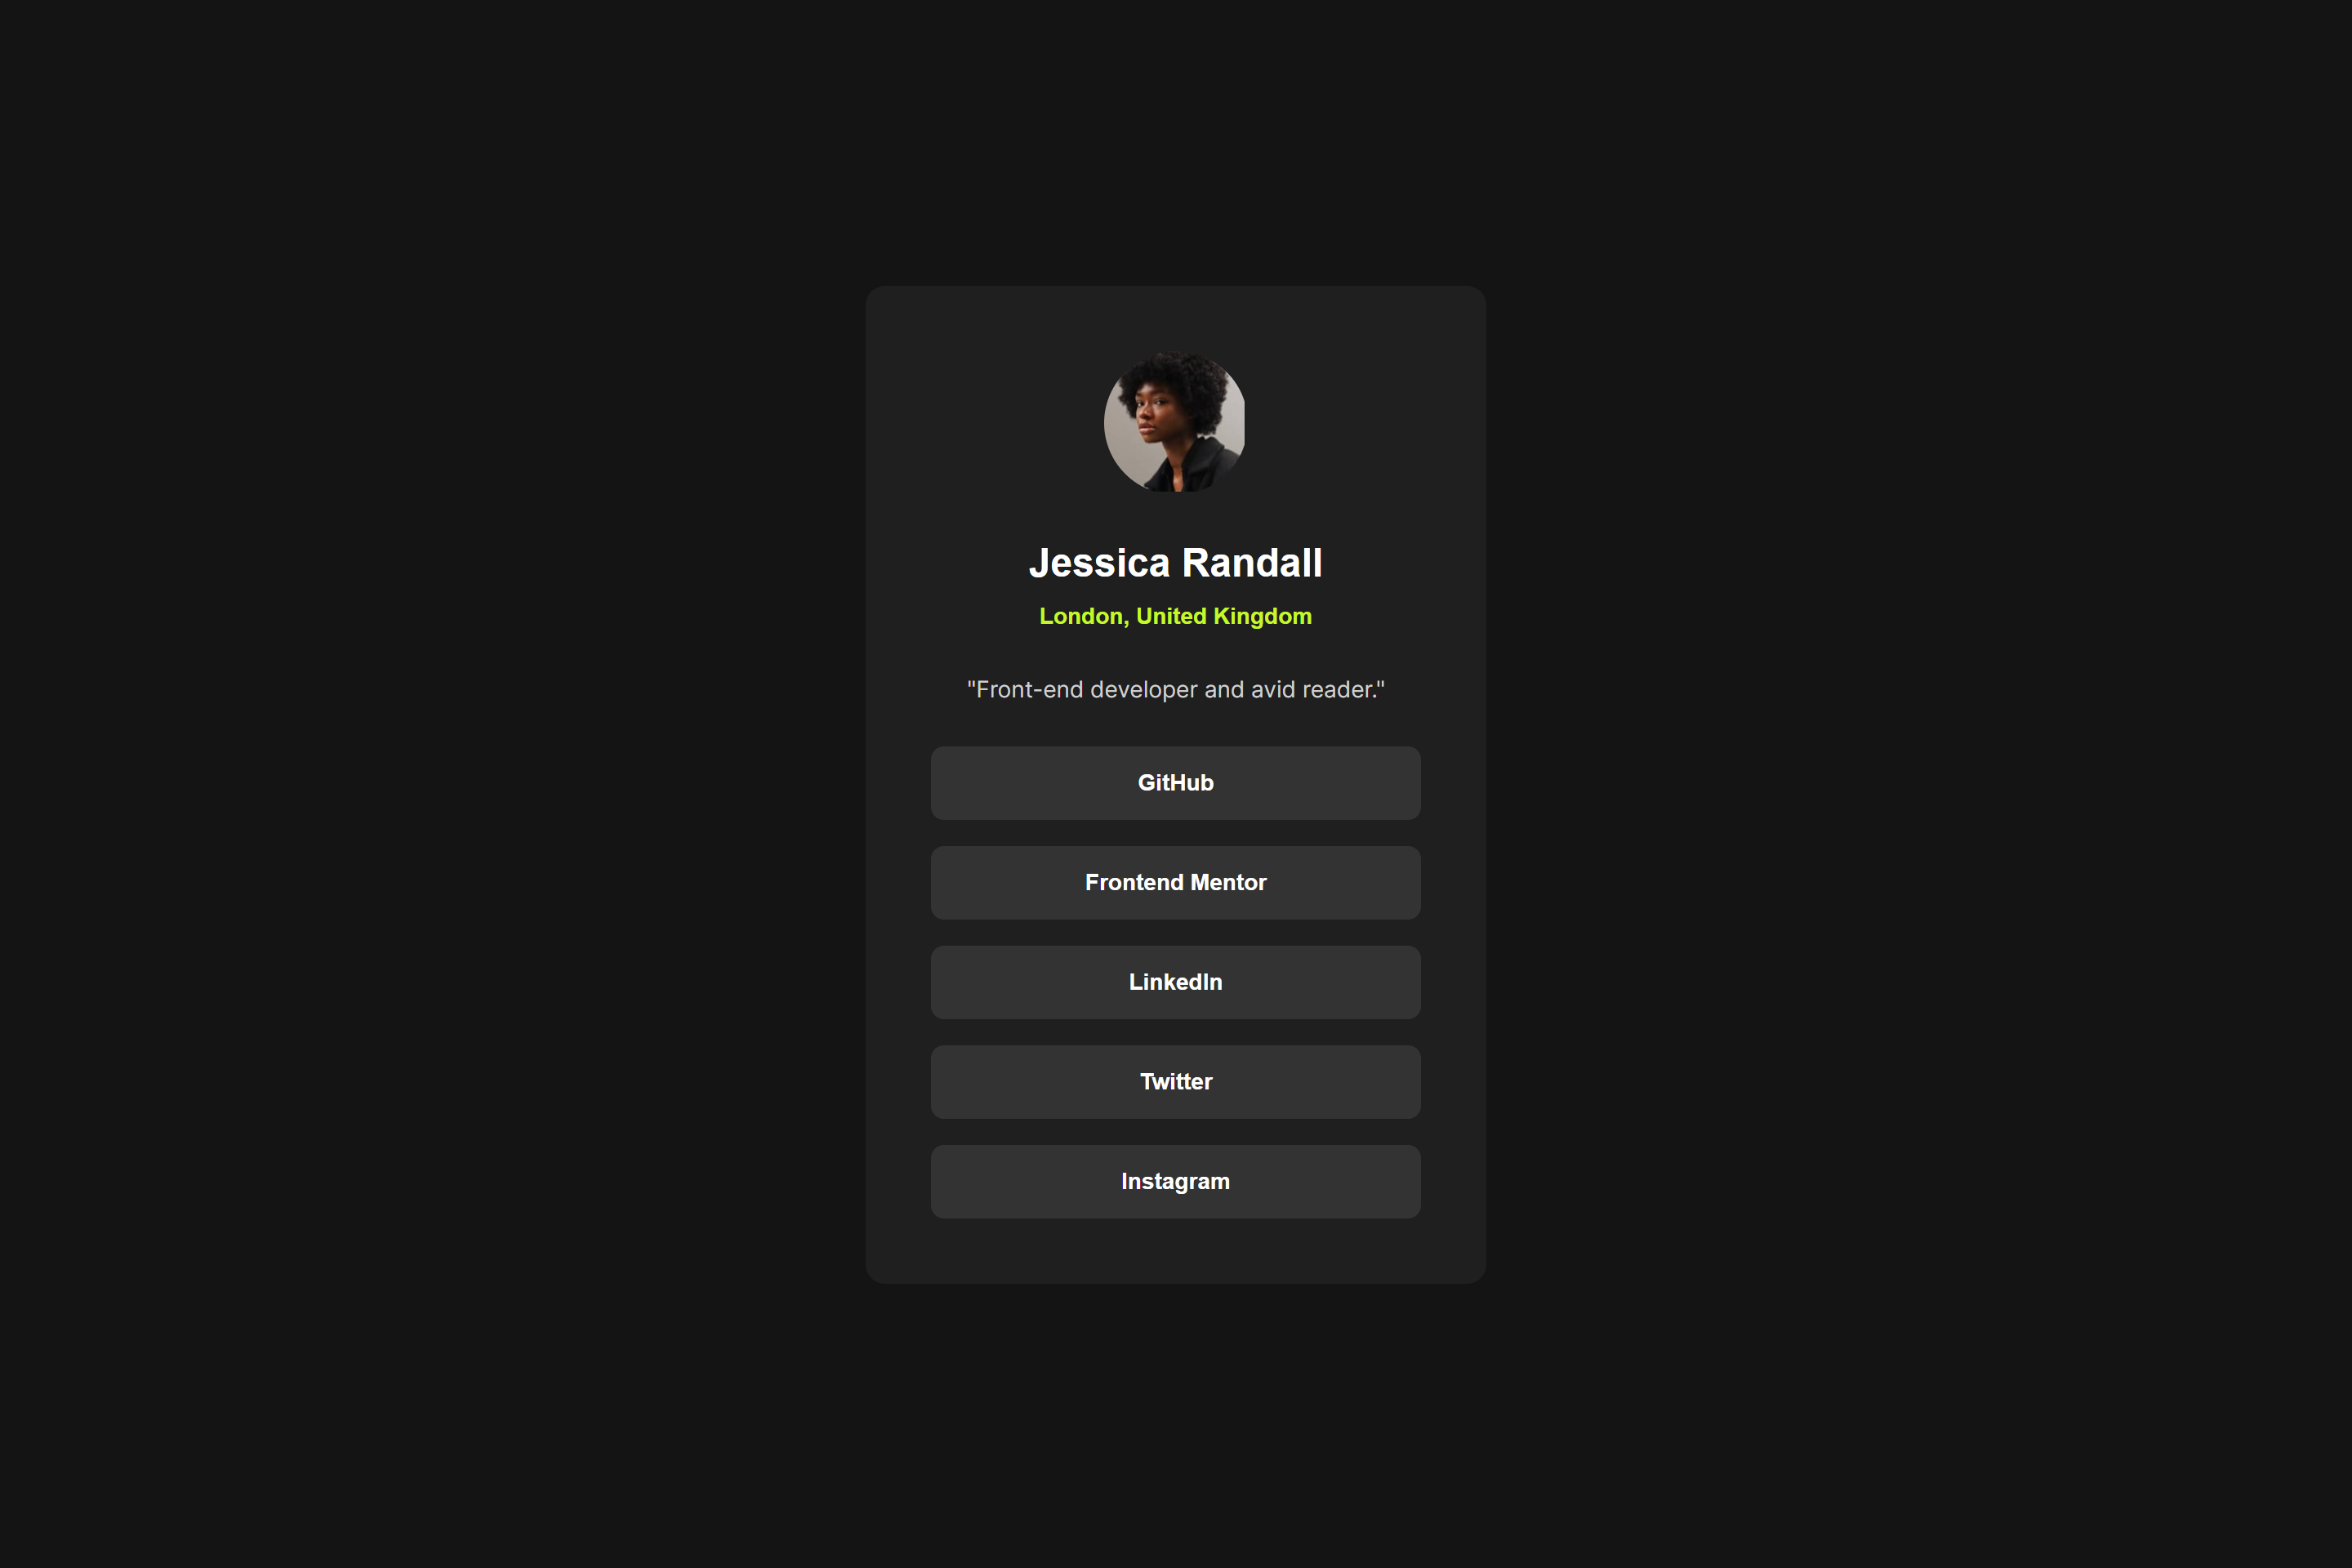 Jessica Randall
London, United Kingdom
"Front-end developer and avid reader."
GitHub
Frontend Mentor
LinkedIn
Twitter
Instagram